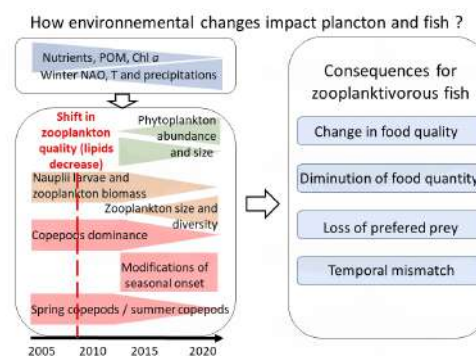 How environnemental changes impact plancton and fish ?
Nutrients, POM, Chl a
Winter NAO, T and precipitations
Shift in
zooplankton
quality (lipids
decrease)
Phytoplankton
abundance
and size
Nauplii larvae and
zooplankton biomass
Zooplankton size and
diversity
Copepods dominance
Modifications of
seasonal onset
Spring copepods / summer copepods
2005 2010 2015 2020
Consequences for
zooplanktivorous fish
Change in food quality
Diminution of food quantity
Loss of prefered prey
Temporal mismatch